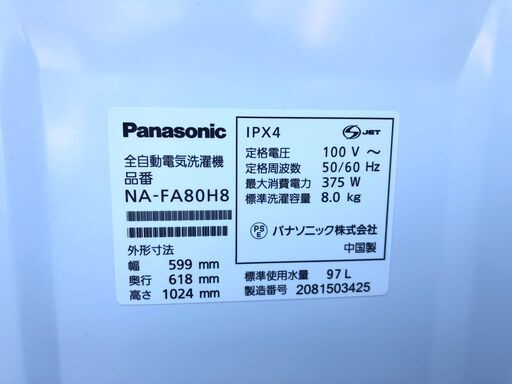 Panasonic
全自動電気洗濯機
品番
NA-FA80H8
外形寸法
幅 599 mm
奥行 618 mm
高さ 1024 mm
IPX4
S JET
定格電圧 100 V ～
定格周波数 50/60 Hz
最大消費電力 375 W
標準洗濯容量 8.0 kg
PS E パナソニック株式会社
中国製
標準使用水量 97 L
製造番号 2081503425